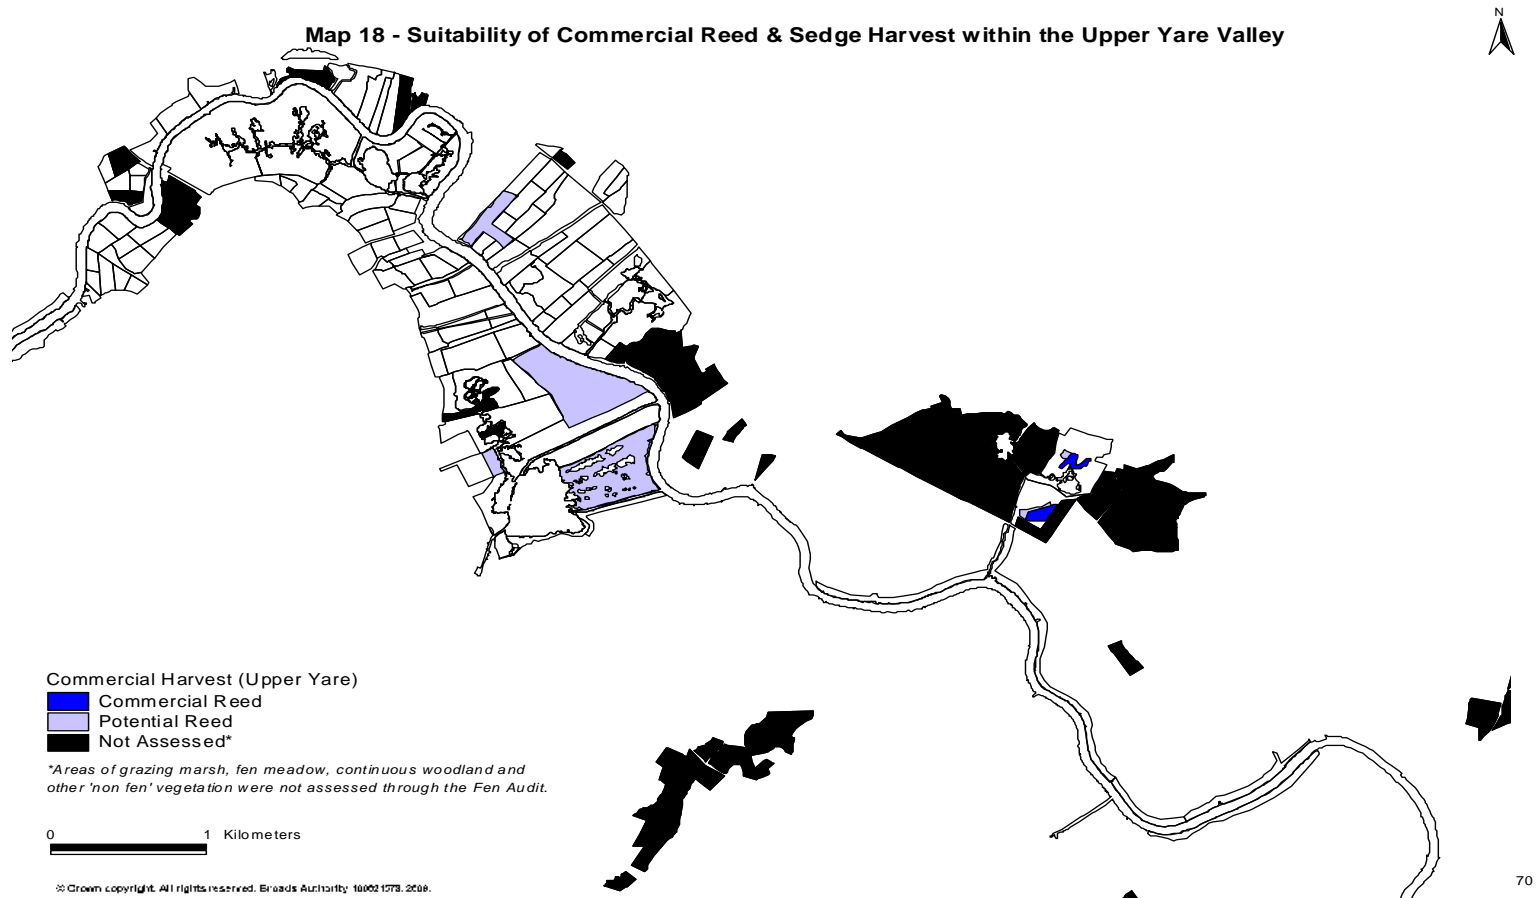 Map 18 - Suitability of Commercial Reed & Sedge Harvest within the Upper Yare Valley
N
Commercial Harvest (Upper Yare)
Commercial Reed
Potential Reed
Not Assessed*
*Areas of grazing marsh, fen meadow, continuous woodland and
other 'non fen' vegetation were not assessed through the Fen Audit.
0 1 Kilometers
© Crown copyright. All rights reserved. Broads Authority
70